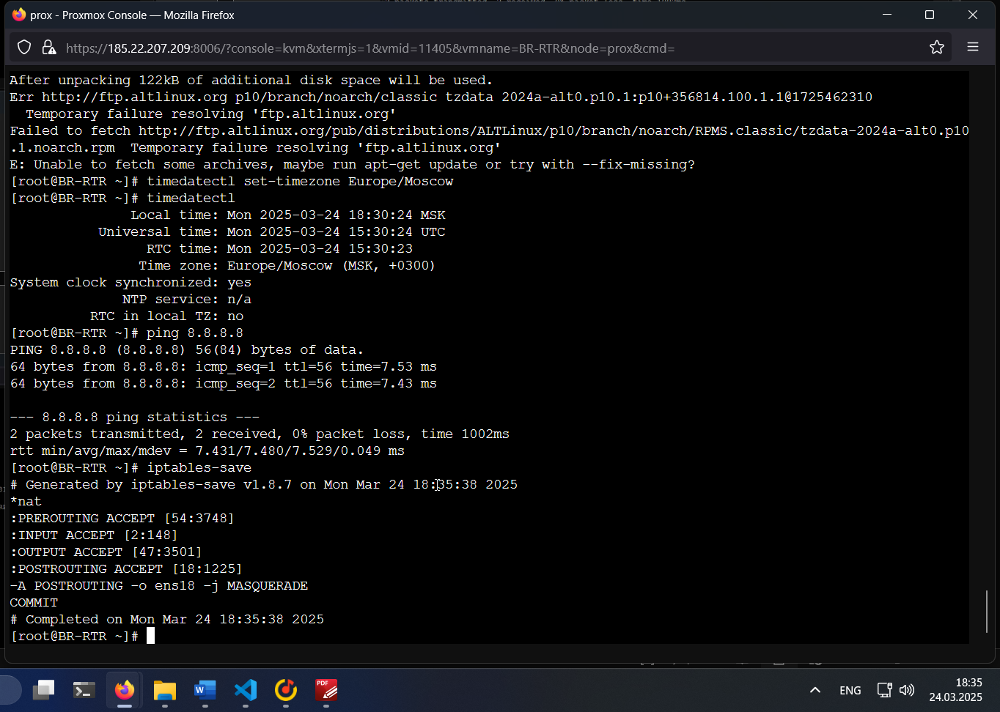 prox - Proxmox Console — Mozilla Firefox
https://185.22.207.209:8006/?console=kvm&xtermjs=1&vmid=11405&vmname=BR-RTR&node=prox&cmd=
After unpacking 122kB of additional disk space will be used.
Err http://ftp.altlinux.org p10/branch/noarch/classic tzdata 2024a-alt0.p10.1:p10+356814.100.1.1@1725462310
  Temporary failure resolving 'ftp.altlinux.org'
Failed to fetch http://ftp.altlinux.org/pub/distributions/ALTLinux/p10/branch/noarch/RPMS.classic/tzdata-2024a-alt0.p10
.1.noarch.rpm  Temporary failure resolving 'ftp.altlinux.org'
E: Unable to fetch some archives, maybe run apt-get update or try with --fix-missing?
[root@BR-RTR ~]# timedatectl set-timezone Europe/Moscow
[root@BR-RTR ~]# timedatectl
               Local time: Mon 2025-03-24 18:30:24 MSK
           Universal time: Mon 2025-03-24 15:30:24 UTC
                 RTC time: Mon 2025-03-24 15:30:23
                Time zone: Europe/Moscow (MSK, +0300)
System clock synchronized: yes
              NTP service: n/a
          RTC in local TZ: no
[root@BR-RTR ~]# ping 8.8.8.8
PING 8.8.8.8 (8.8.8.8) 56(84) bytes of data.
64 bytes from 8.8.8.8: icmp_seq=1 ttl=56 time=7.53 ms
64 bytes from 8.8.8.8: icmp_seq=2 ttl=56 time=7.43 ms

--- 8.8.8.8 ping statistics ---
2 packets transmitted, 2 received, 0% packet loss, time 1002ms
rtt min/avg/max/mdev = 7.431/7.480/7.529/0.049 ms
[root@BR-RTR ~]# iptables-save
# Generated by iptables-save v1.8.7 on Mon Mar 24 18:35:38 2025
*nat
:PREROUTING ACCEPT [54:3748]
:INPUT ACCEPT [2:148]
:OUTPUT ACCEPT [47:3501]
:POSTROUTING ACCEPT [18:1225]
-A POSTROUTING -o ens18 -j MASQUERADE
COMMIT
# Completed on Mon Mar 24 18:35:38 2025
[root@BR-RTR ~]#
PDF
ENG
18:35
24.03.2025